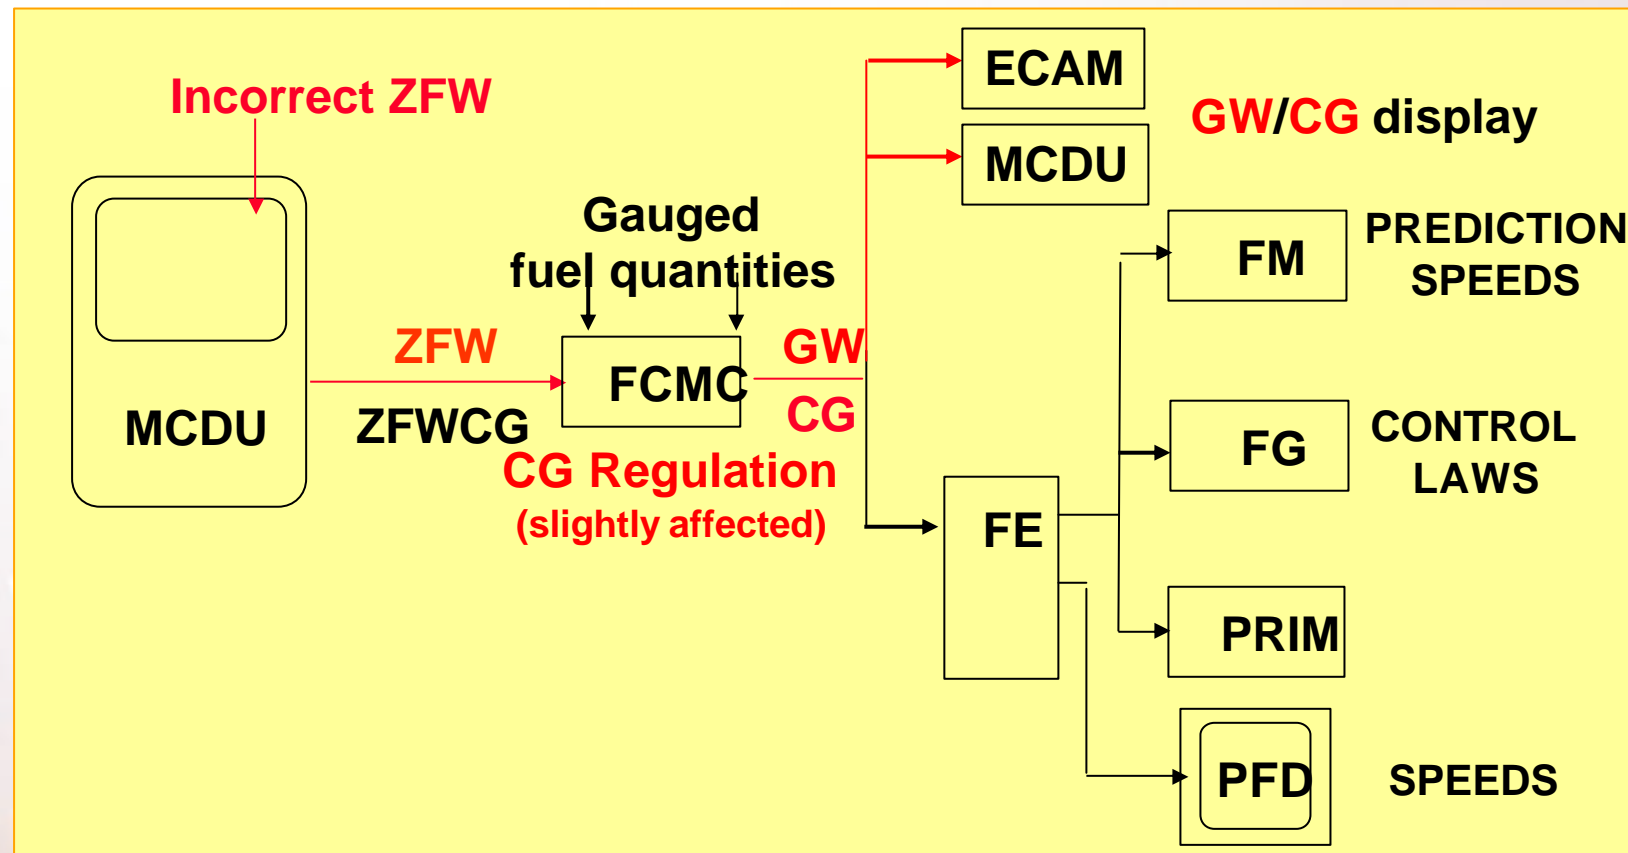 Incorrect ZFW
MCDU
ZFW
ZFWCG
Gauged
fuel quantities
FCMC
CG Regulation
(slightly affected)
GW
CG
ECAM
MCDU
GW/CG display
FE
FM
PREDICTION
SPEEDS
FG
CONTROL
LAWS
PRIM
PFD
SPEEDS